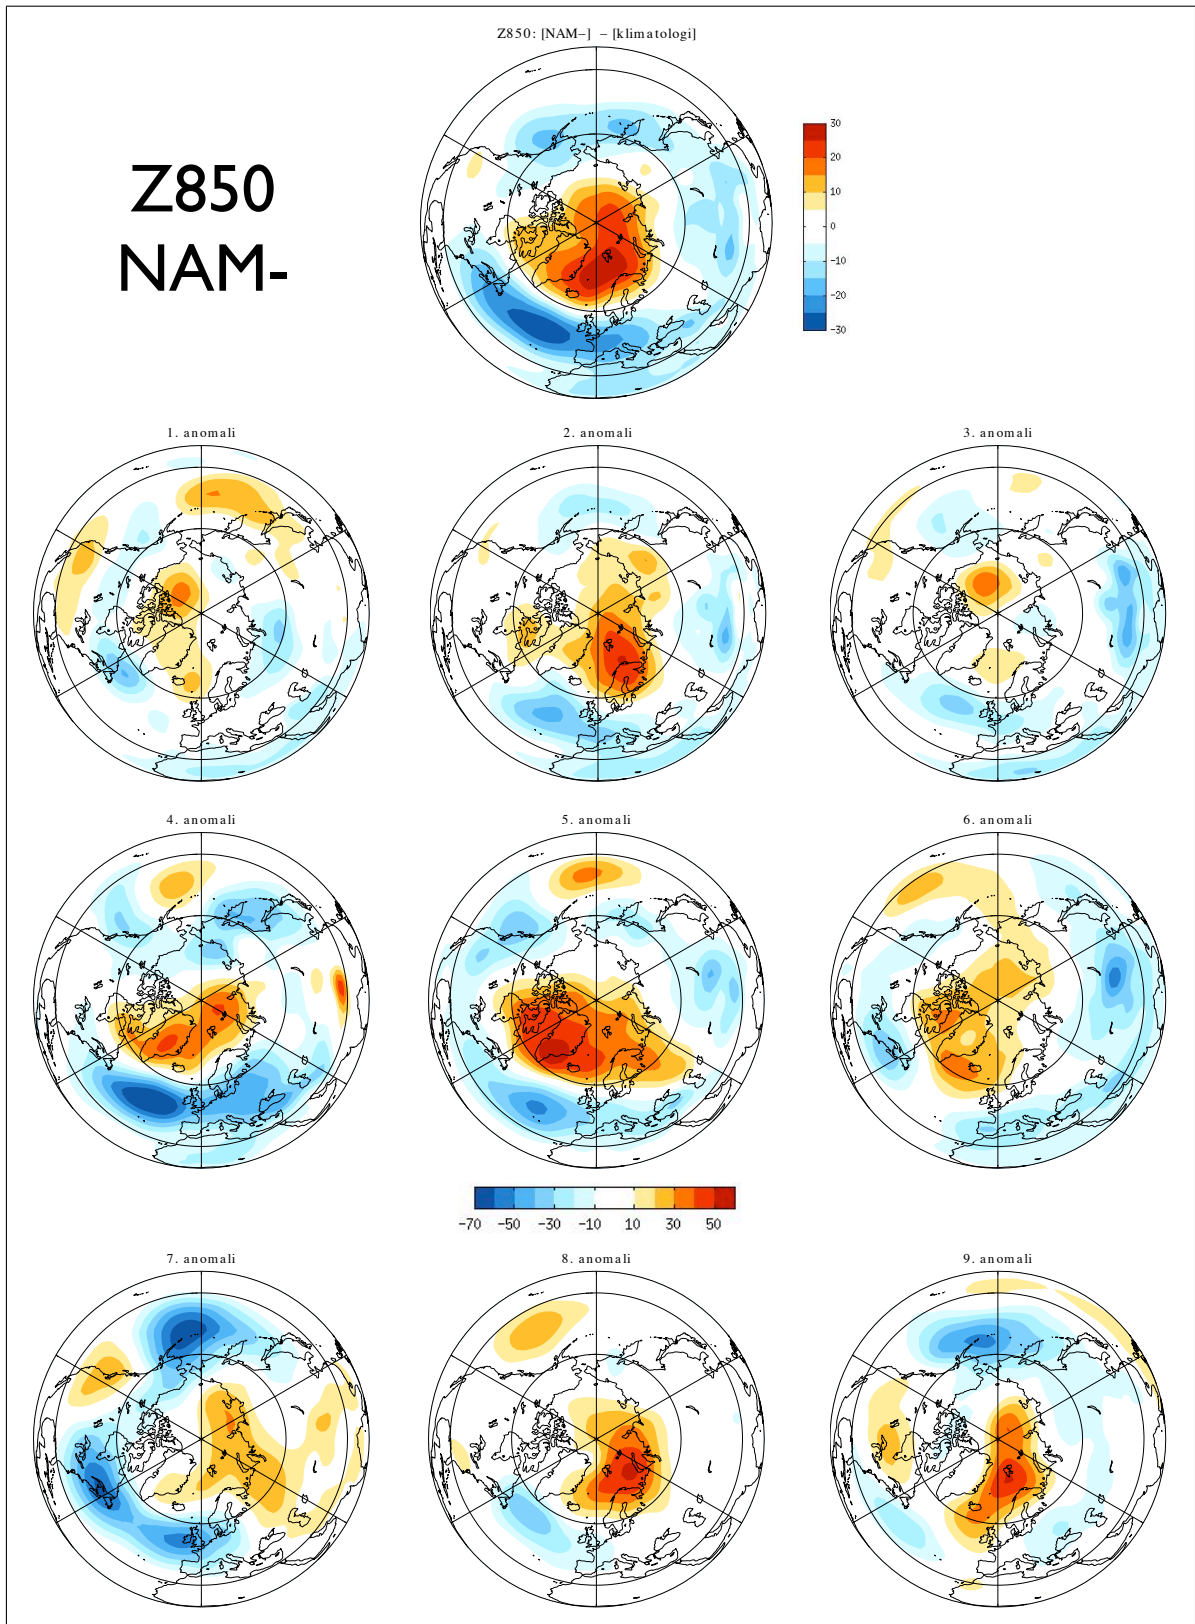 Z850: [NAM–] – [klimatologi]
Z850
NAM-
30
20
10
0
−10
−20
−30
1. anomali
2. anomali
3. anomali
4. anomali
5. anomali
6. anomali
−70 −50 −30 −10 10 30 50
7. anomali
8. anomali
9. anomali